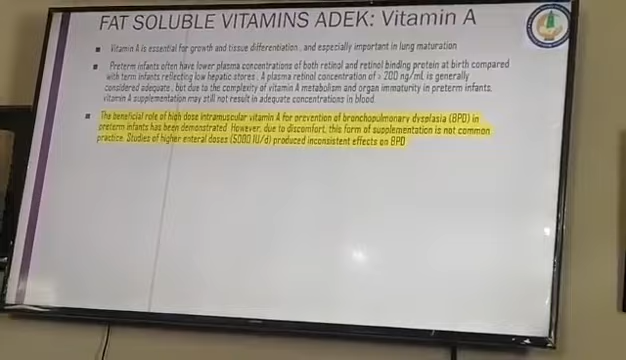 FAT SOLUBLE VITAMINS ADEK: Vitamin A
Vitamin A is essential for growth and tissue differentiation, and especially important in lung maturation
Preterm infants often have lower plasma concentrations of both retinol and retinol binding protein at birth compared
with term infants reflecting low hepatic stores. A plasma retinol concentration of > 200 ng/mL is generally
considered adequate, but due to the complexity of vitamin A metabolism and organ immaturity in preterm infants,
vitamin A supplementation may still not result in adequate concentrations in blood.
The beneficial role of high dose intramuscular vitamin A for prevention of bronchopulmonary dysplasia (BPD) in
preterm infants has been demonstrated. However, due to discomfort, this form of supplementation is not common
practice. Studies of higher enteral doses (5000 IU/d) produced inconsistent effects on BPD